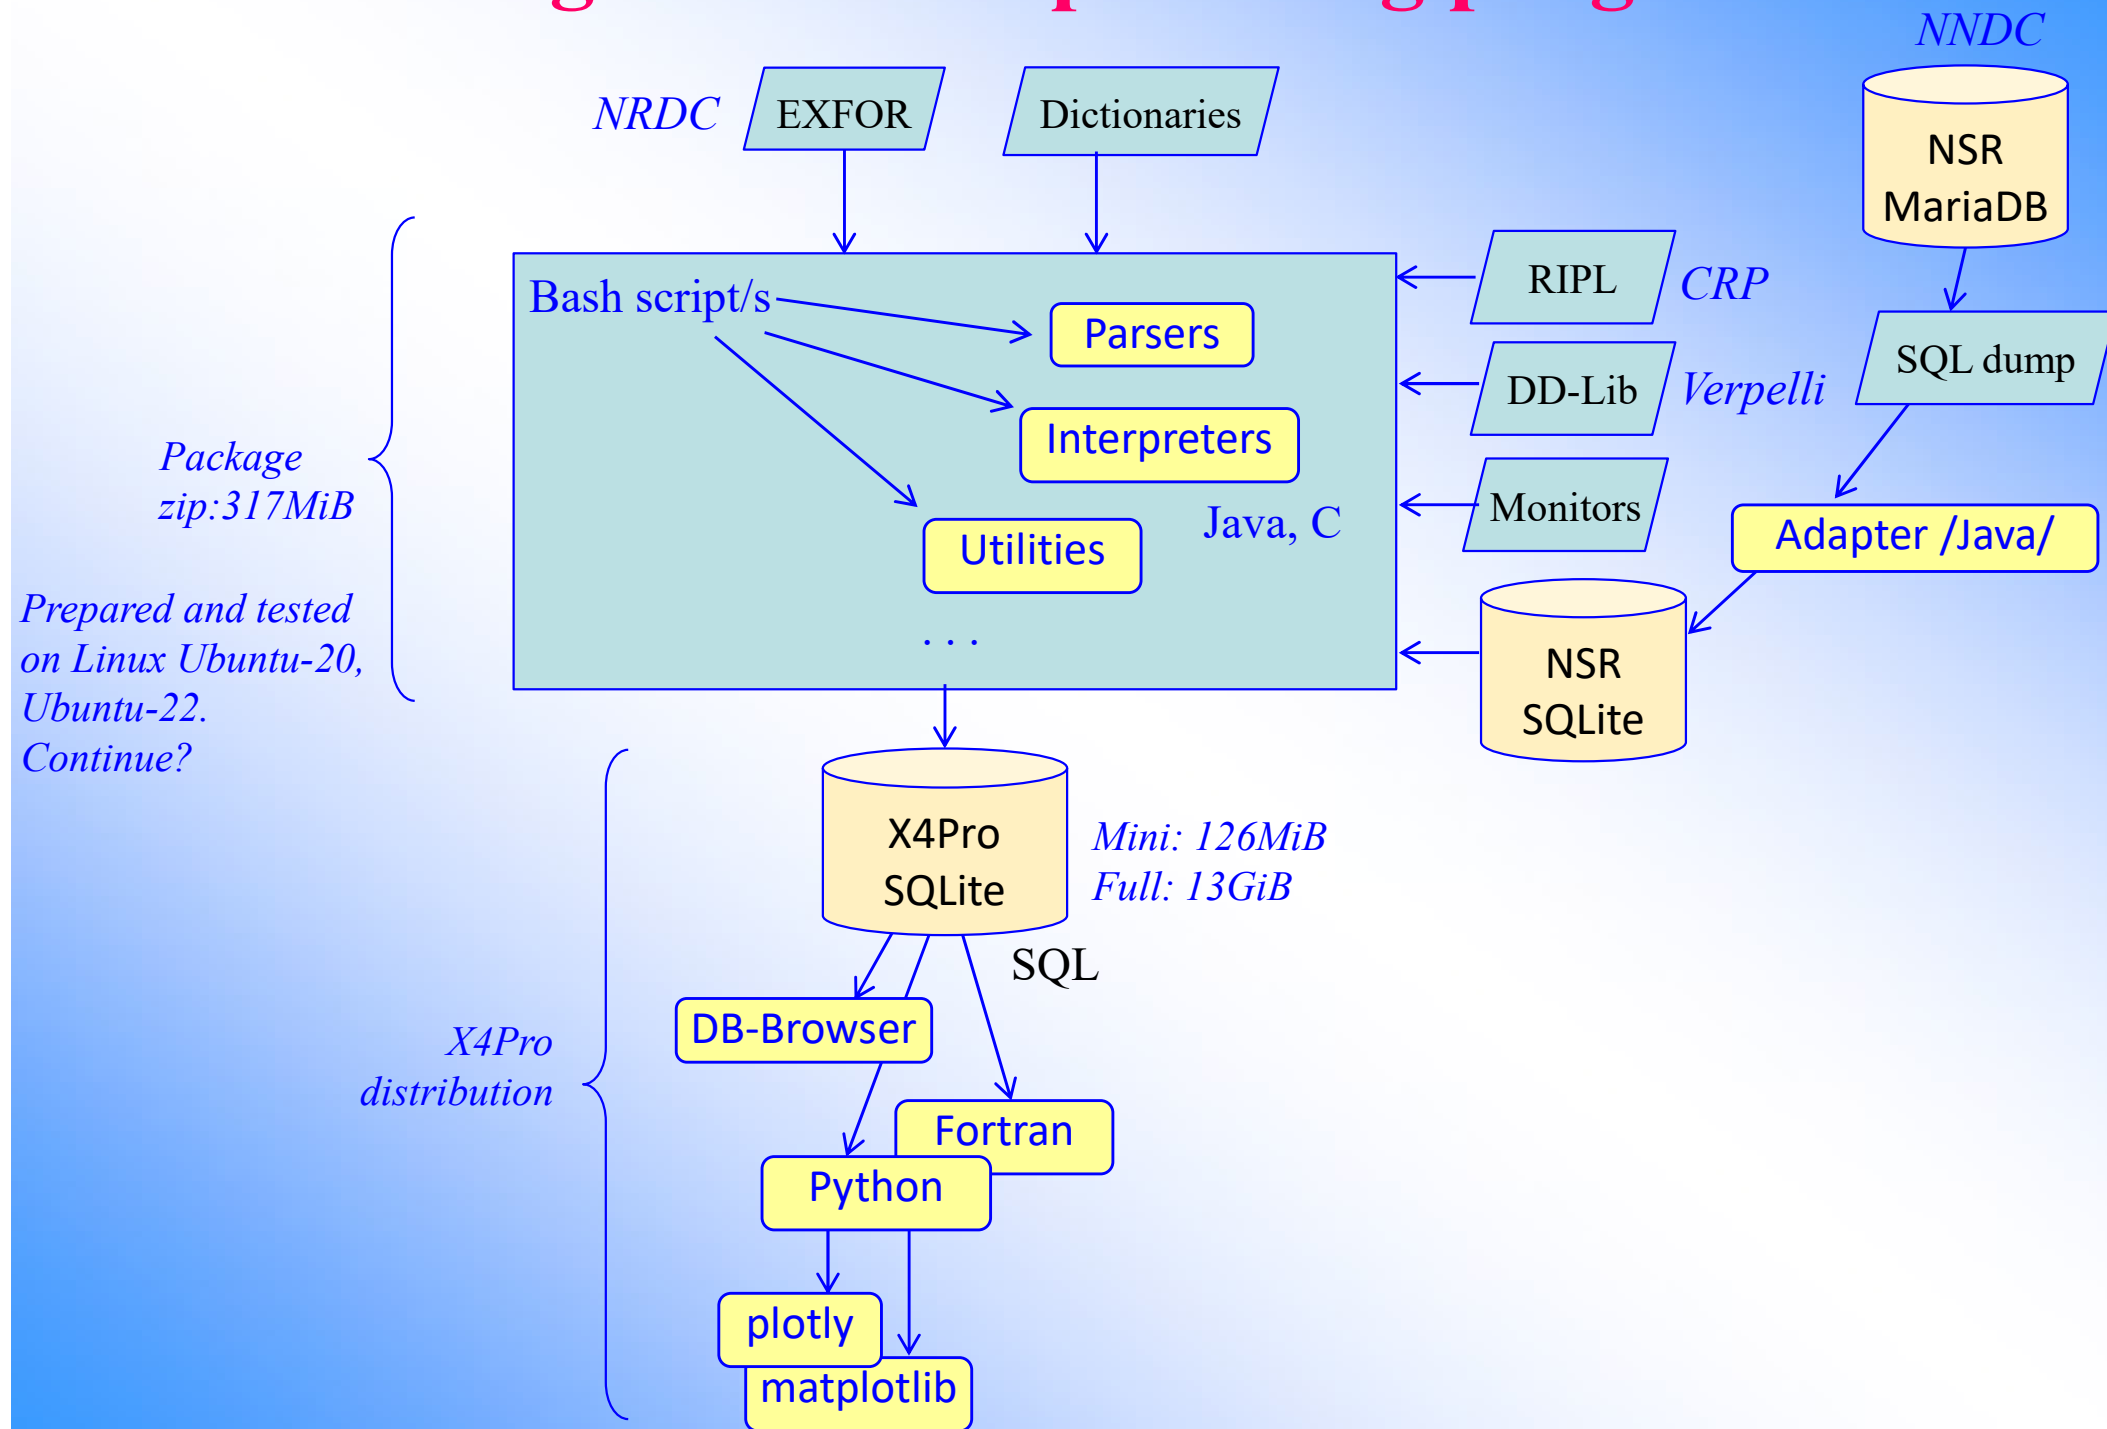 NNDC
NRDC
EXFOR
Dictionaries
NSR
MariaDB
Bash script/s
Parsers
Interpreters
Utilities
Java, C
. . .
RIPL
CRP
DD-Lib
Verpelli
Monitors
SQL dump
Adapter /Java/
NSR
SQLite
Package
zip:317MiB
Prepared and tested
on Linux Ubuntu-20,
Ubuntu-22.
Continue?
X4Pro
SQLite
Mini: 126MiB
Full: 13GiB
SQL
DB-Browser
X4Pro
distribution
Fortran
Python
plotly
matplotlib